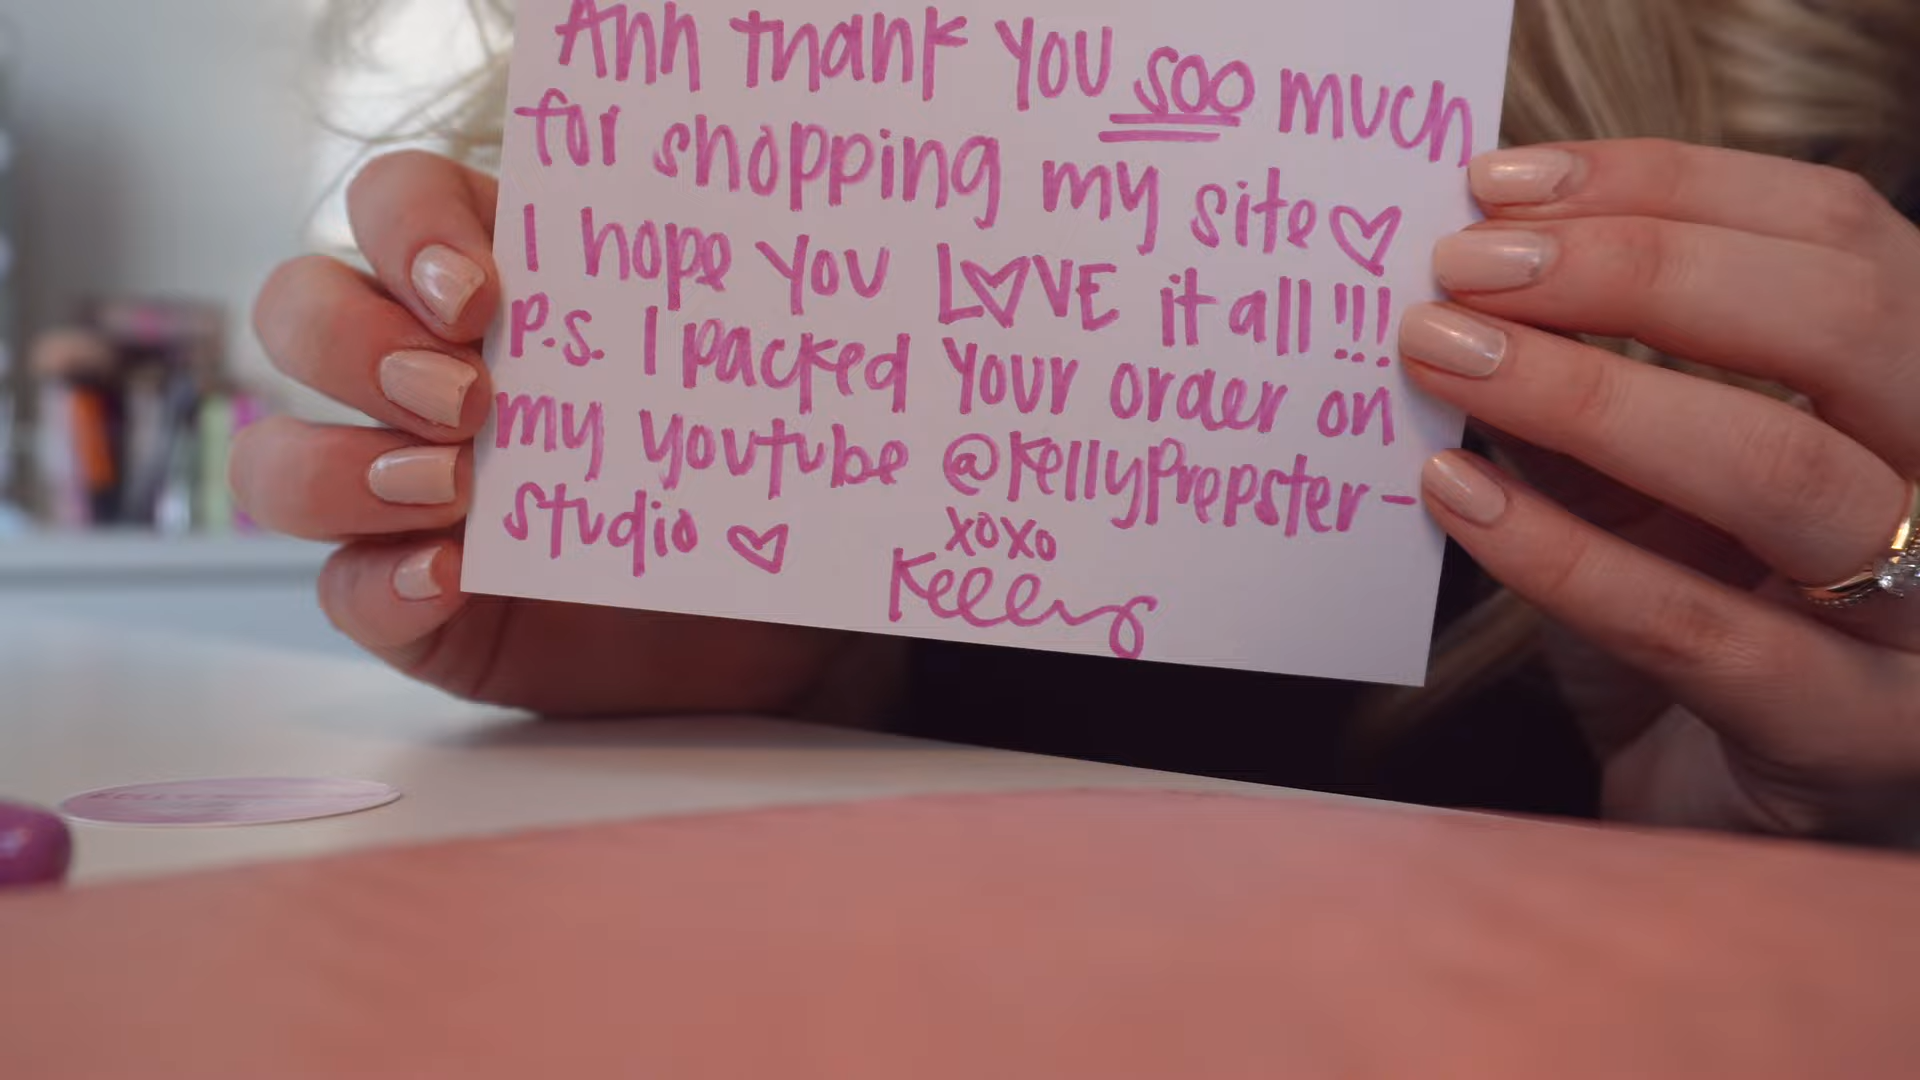 Ahh thank you soo much
for shopping my site♡
I hope you L♡VE it all!!!
P.S. I packed your order on
my youtube @KellyPrepster-
studio ♡
xoxo
Kelly